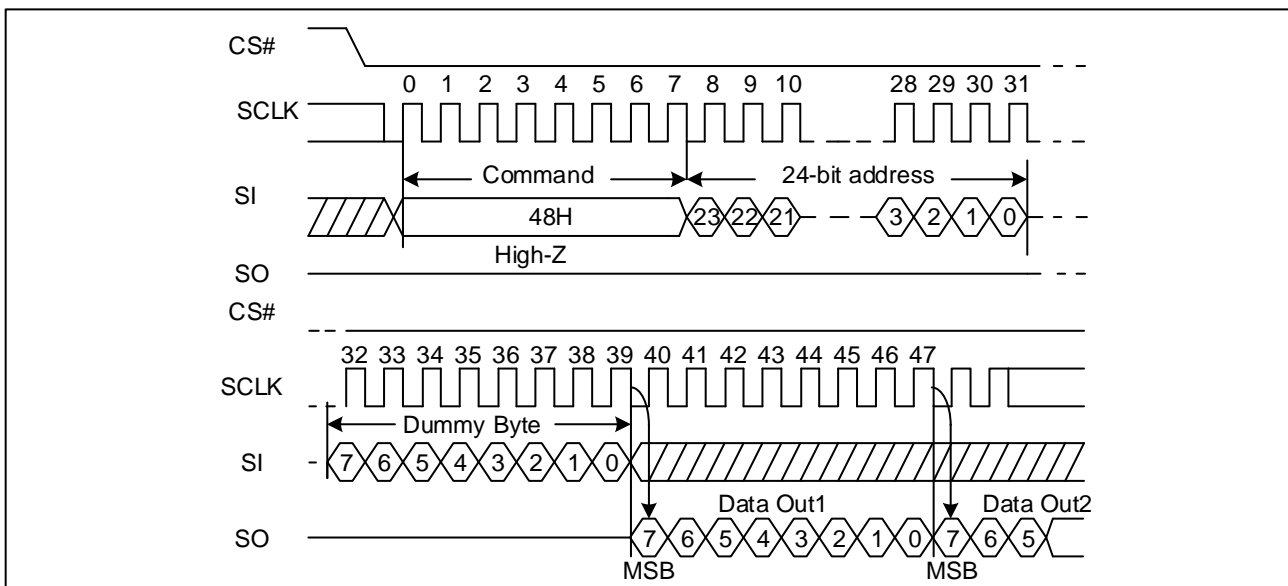 CS#
0 1 2 3 4 5 6 7 8 9 10 28 29 30 31
SCLK
Command 24-bit address
SI
48H 23 22 21 3 2 1 0
High-Z
SO
CS#
32 33 34 35 36 37 38 39 40 41 42 43 44 45 46 47
SCLK
Dummy Byte
SI 7 6 5 4 3 2 1 0
Data Out1 Data Out2
SO 7 6 5 4 3 2 1 0 7 6 5
MSB MSB